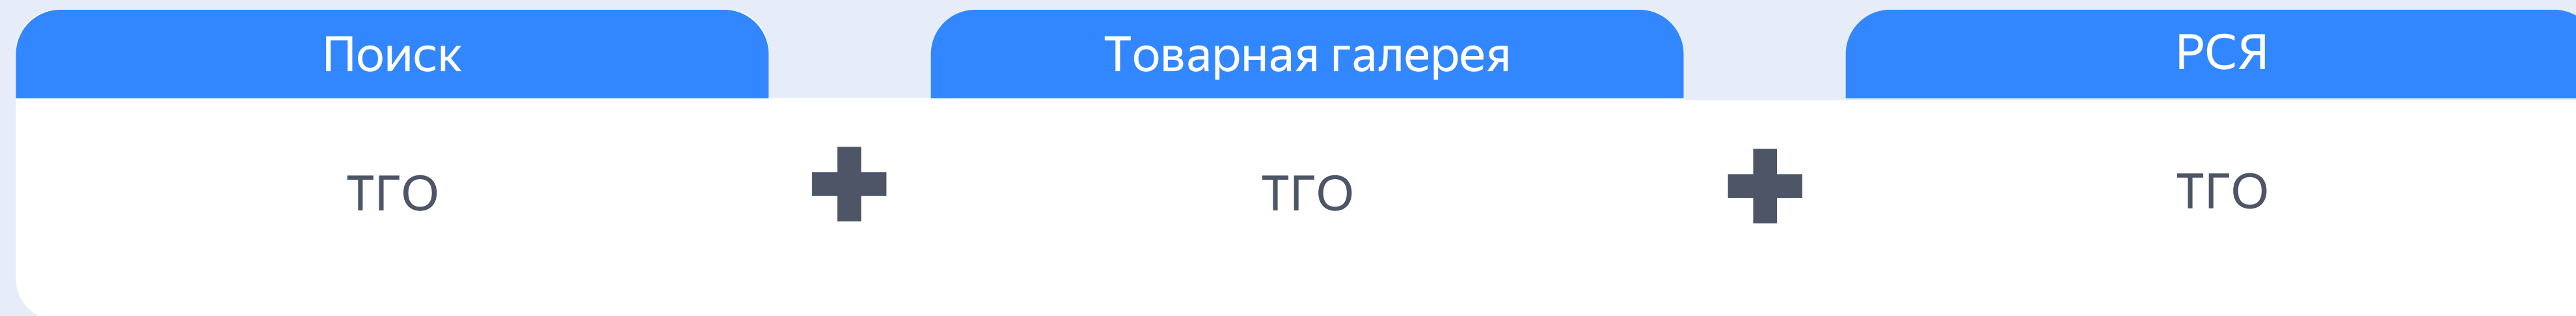 Поиск
Товарная галерея
РСЯ
ТГО
ТГО
ТГО